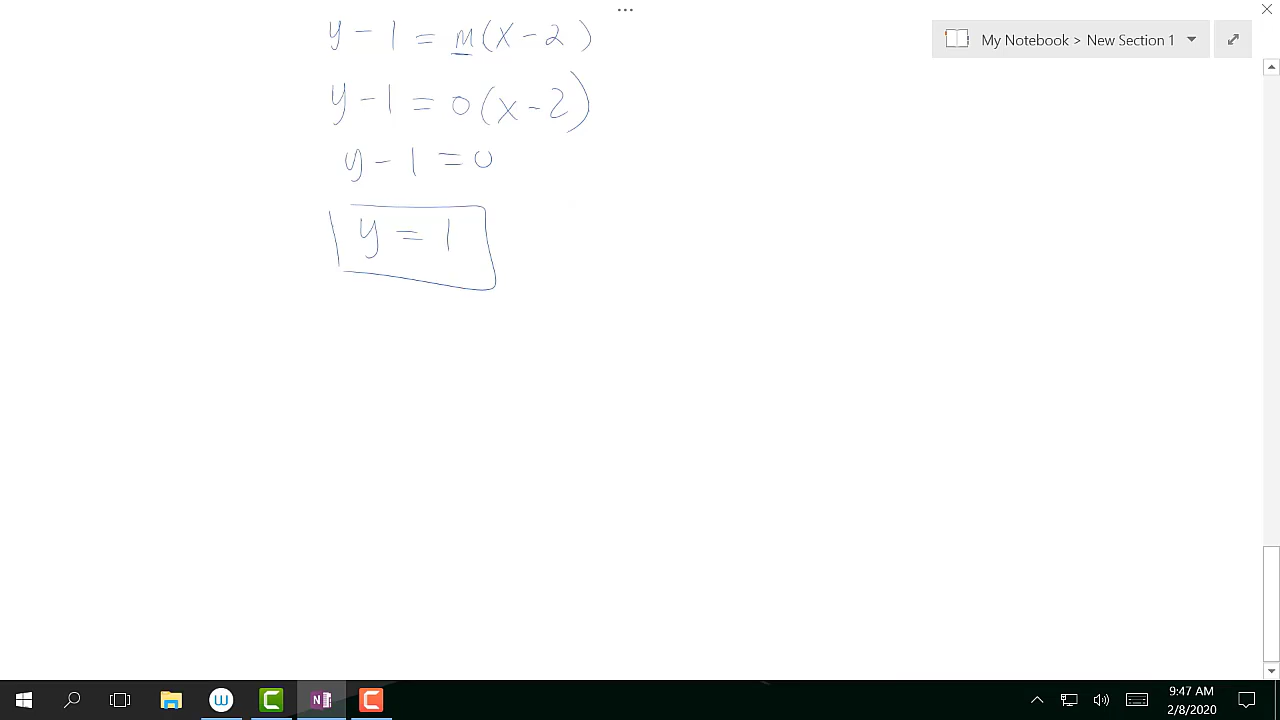 ...
y - 1 = m(x - 2)
My Notebook > New Section 1
y - 1 = 0(x - 2)
y - 1 = 0
y = 1
9:47 AM
2/8/2020